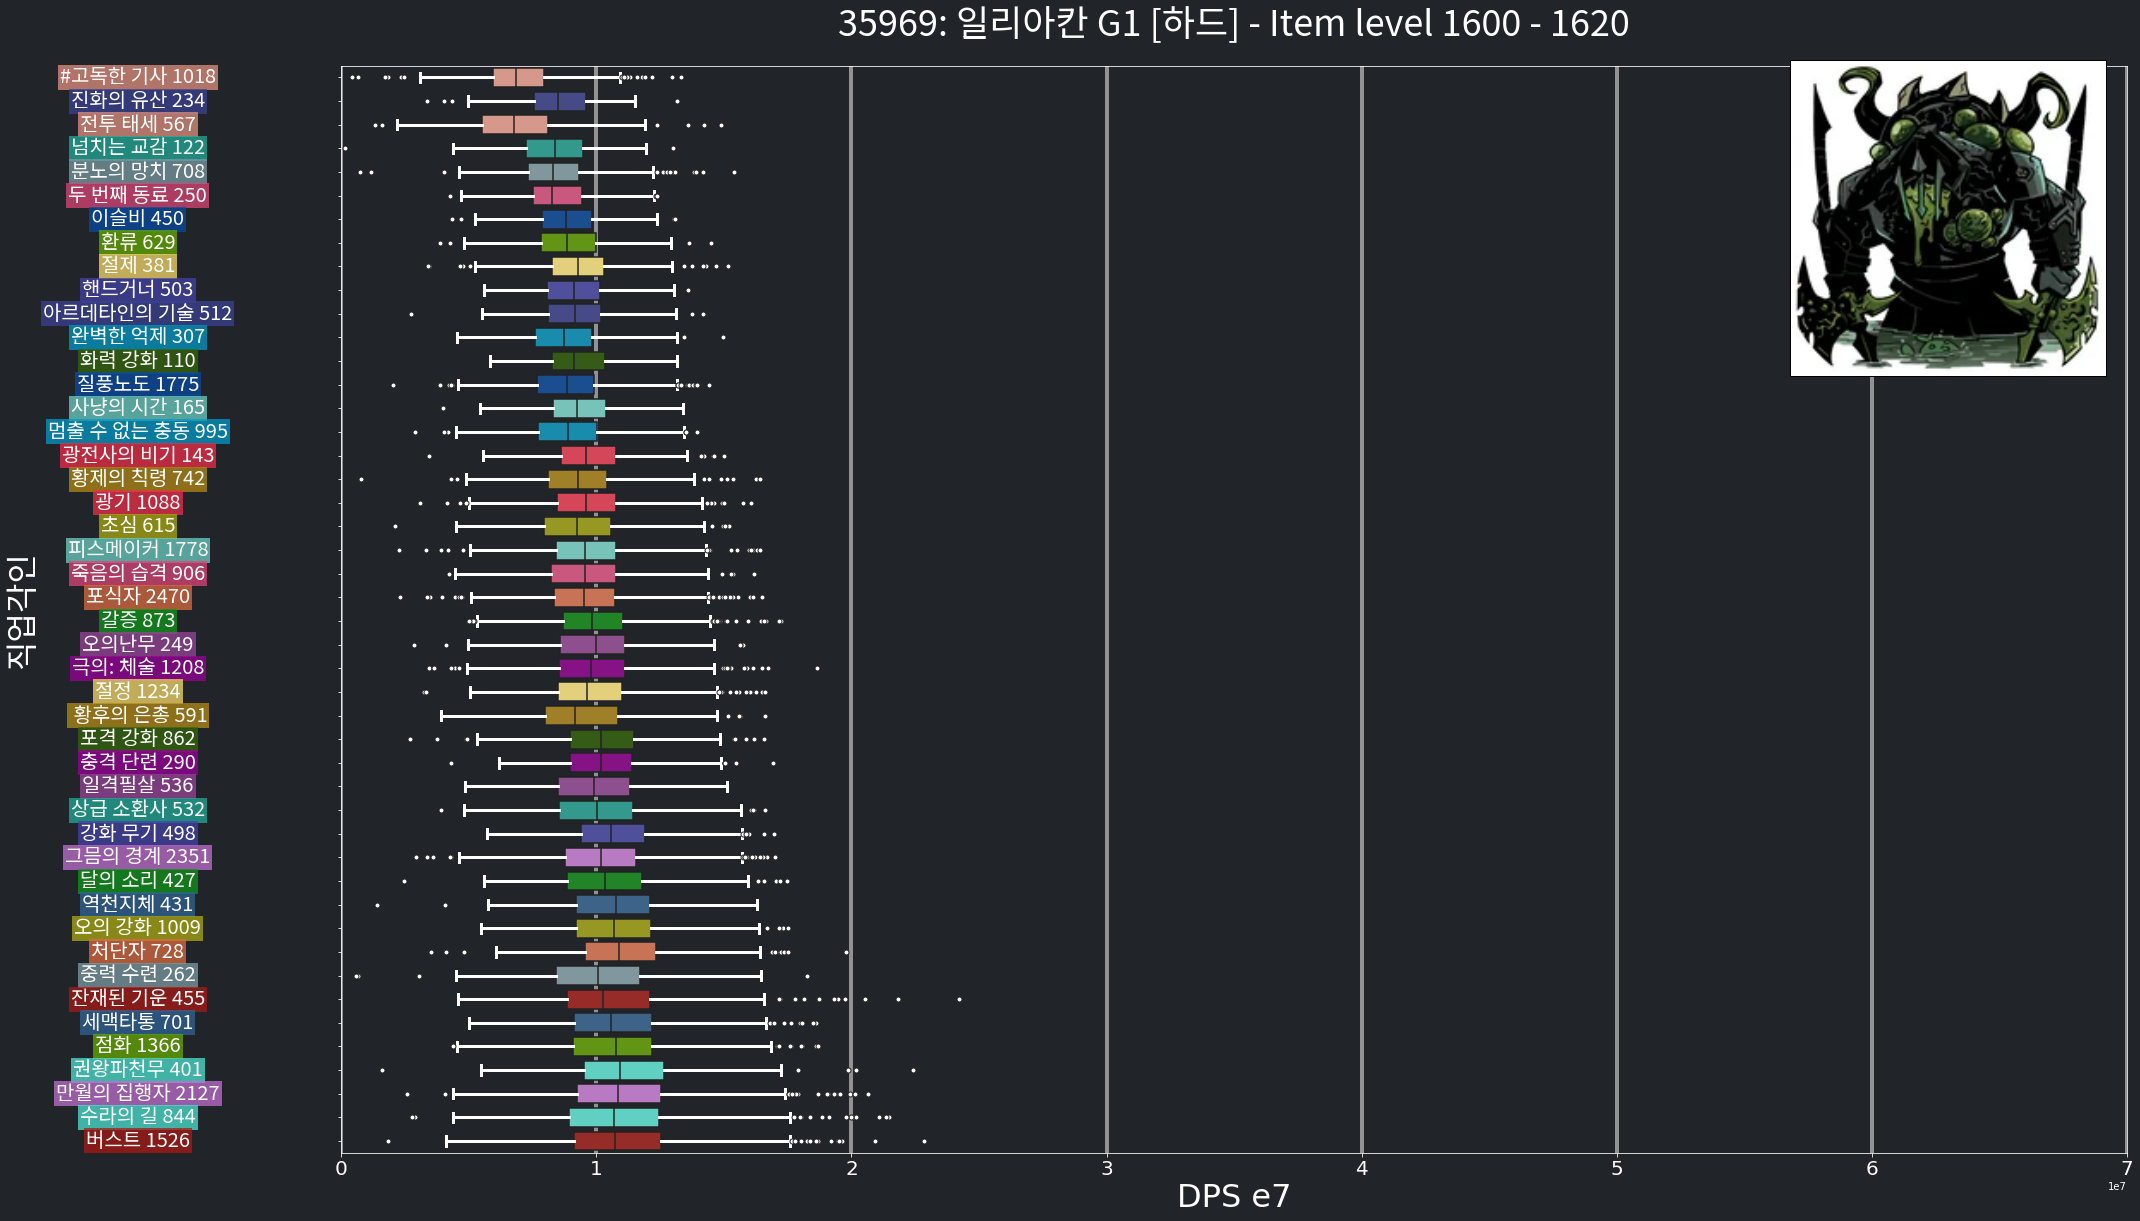 35969: 일리아칸 G1 [하드] - Item level 1600 - 1620
직업각인
#고독한 기사 1018
진화의 유산 234
전투 태세 567
넘치는 교감 122
분노의 망치 708
두 번째 동료 250
이슬비 450
환류 629
절제 381
핸드거너 503
아르데타인의 기술 512
완벽한 억제 307
화력 강화 110
질풍노도 1775
사냥의 시간 165
멈출 수 없는 충동 995
광전사의 비기 143
황제의 칙령 742
광기 1088
초심 615
피스메이커 1778
죽음의 습격 906
포식자 2470
갈증 873
오의난무 249
극의: 체술 1208
절정 1234
황후의 은총 591
포격 강화 862
충격 단련 290
일격필살 536
상급 소환사 532
강화 무기 498
그믐의 경계 2351
달의 소리 427
역천지체 431
오의 강화 1009
처단자 728
중력 수련 262
잔재된 기운 455
세맥타통 701
점화 1366
권왕파천무 401
만월의 집행자 2127
수라의 길 844
버스트 1526
0 1 2 3 4 5 6 7
1e7
DPS e7